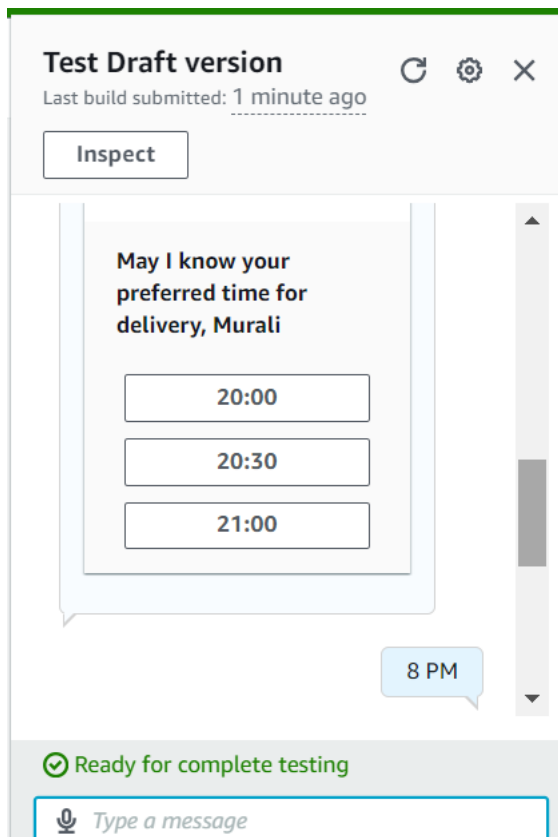 Test Draft version
Last build submitted: 1 minute ago
Inspect
May I know your
preferred time for
delivery, Murali
20:00
20:30
21:00
8 PM
Ready for complete testing
Type a message